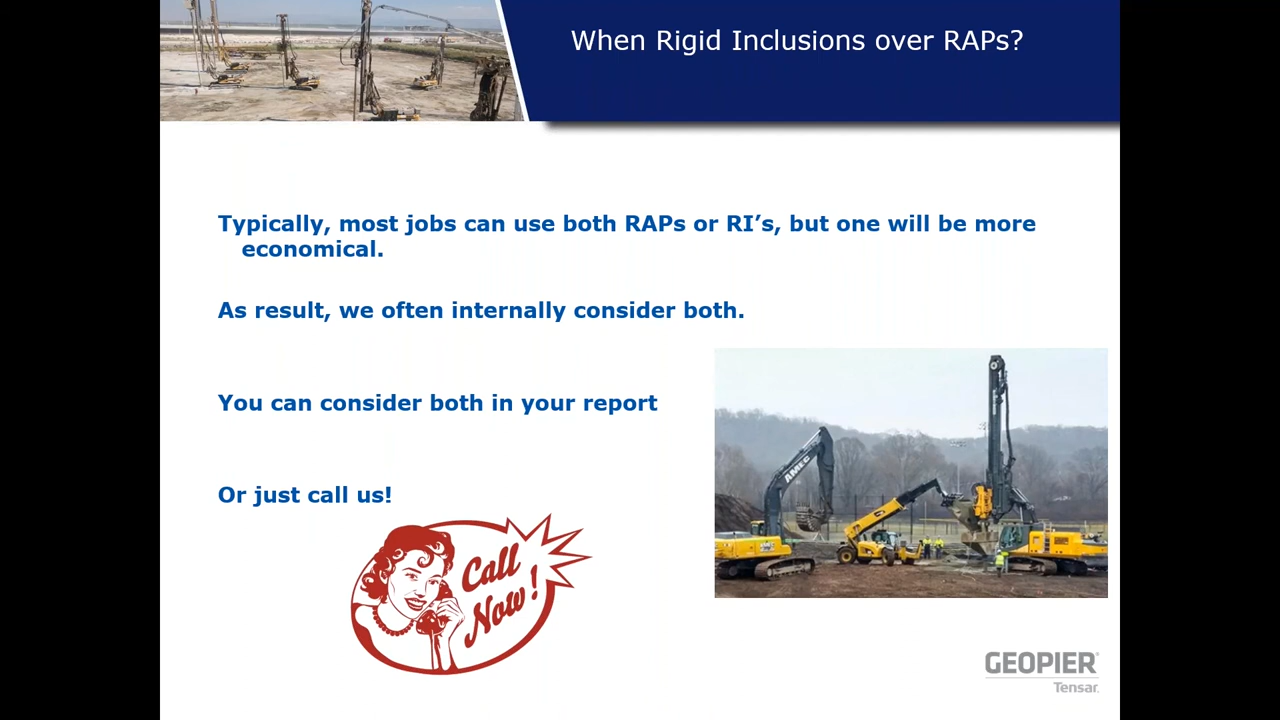 When Rigid Inclusions over RAPs?
Typically, most jobs can use both RAPs or RI’s, but one will be more
economical.
As result, we often internally consider both.
You can consider both in your report
Or just call us!
AMEC
Call
Now!
GEOPIER®
Tensar.